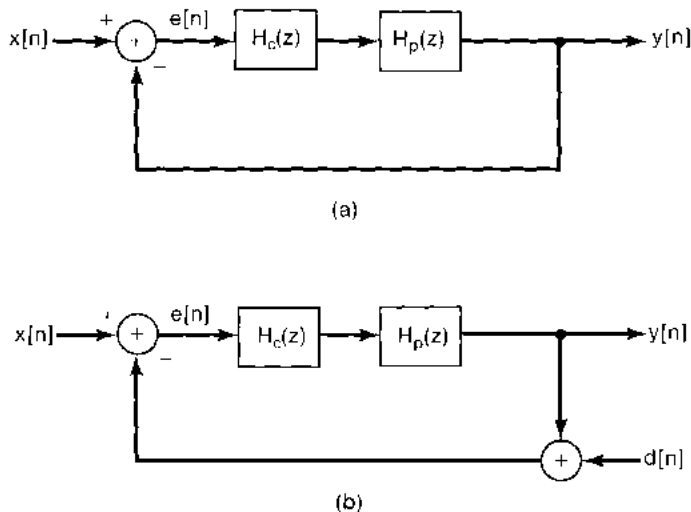 x[n] + + − e[n] H_c(z) H_p(z) y[n]
(a)
x[n] + − e[n] H_c(z) H_p(z) y[n]
+ d[n]
(b)